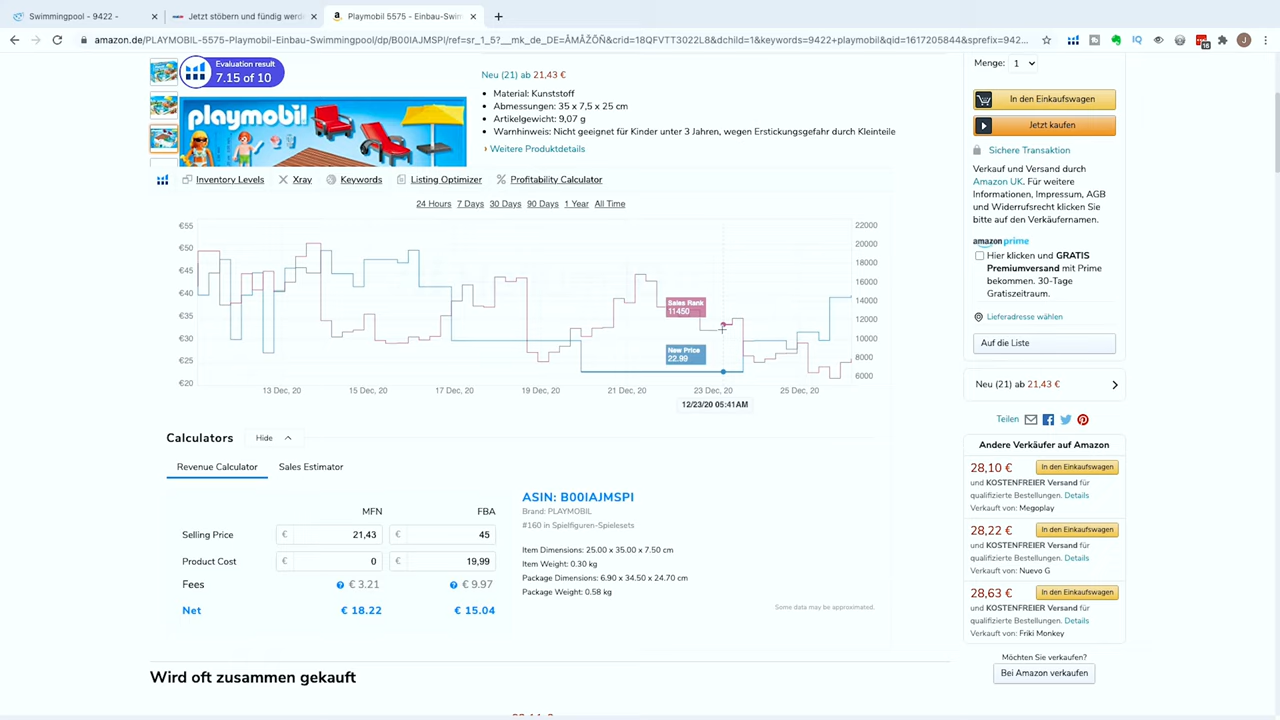 Swimmingpool - 9422 -
Jetzt stöbern und fündig werde
Playmobil 5575 - Einbau-Swim
amazon.de/PLAYMOBIL-5575-Playmobil-Einbau-Swimmingpool/dp/B00IAJMSPI/ref=sr_1_5?__mk_de_DE=ÅMÅŽÕÑ&crid=18QFVTT3022L8&dchild=1&keywords=9422+playmobil&qid=1617205844&sprefix=942...
IQ
16
J
Evaluation result
7.15 of 10
playmobil
Neu (21) ab 21,43 €
Material: Kunststoff
Abmessungen: 35 x 7,5 x 25 cm
Artikelgewicht: 9,07 g
Warnhinweis: Nicht geeignet für Kinder unter 3 Jahren, wegen Erstickungsgefahr durch Kleinteile
› Weitere Produktdetails
Menge: 1
In den Einkaufswagen
Jetzt kaufen
Sichere Transaktion
Verkauf und Versand durch
Amazon UK. Für weitere
Informationen, Impressum, AGB
und Widerrufsrecht klicken Sie
bitte auf den Verkäufernamen.
amazon prime
Hier klicken und GRATIS
Premiumversand mit Prime
bekommen. 30-Tage
Gratiszeitraum.
Lieferadresse wählen
Auf die Liste
Neu (21) ab 21,43 €
Teilen
Andere Verkäufer auf Amazon
28,10 €
In den Einkaufswagen
und KOSTENFREIER Versand für
qualifizierte Bestellungen. Details
Verkauft von: Megoplay
28,22 €
In den Einkaufswagen
und KOSTENFREIER Versand für
qualifizierte Bestellungen. Details
Verkauft von: Nuevo G
28,63 €
In den Einkaufswagen
und KOSTENFREIER Versand für
qualifizierte Bestellungen. Details
Verkauft von: Friki Monkey
Möchten Sie verkaufen?
Bei Amazon verkaufen
Inventory Levels
Xray
Keywords
Listing Optimizer
Profitability Calculator
24 Hours 7 Days 30 Days 90 Days 1 Year All Time
€55
€50
€45
€40
€35
€30
€25
€20
22000
20000
18000
16000
14000
12000
10000
8000
6000
Sales Rank
11450
New Price
22.99
13 Dec, 20
15 Dec, 20
17 Dec, 20
19 Dec, 20
21 Dec, 20
23 Dec, 20
25 Dec, 20
12/23/20 05:41AM
Calculators
Hide
Revenue Calculator
Sales Estimator
MFN FBA
Selling Price € 21,43 € 45
Product Cost € 0 € 19,99
Fees € 3.21 € 9.97
Net € 18.22 € 15.04
ASIN: B00IAJMSPI
Brand: PLAYMOBIL
#160 in Spielfiguren-Spielesets
Item Dimensions: 25.00 x 35.00 x 7.50 cm
Item Weight: 0.30 kg
Package Dimensions: 6.90 x 34.50 x 24.70 cm
Package Weight: 0.58 kg
Some data may be approximated.
Wird oft zusammen gekauft